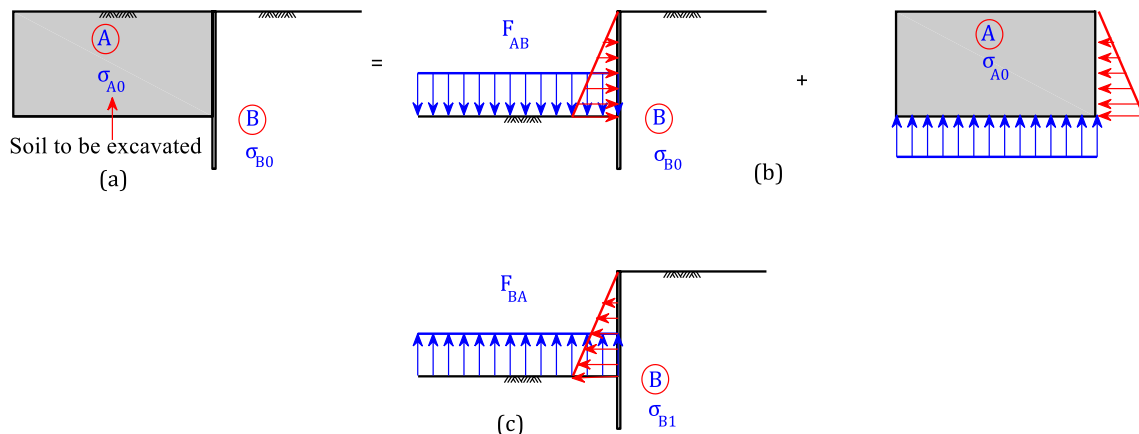 A
σA0
Soil to be excavated
B
σB0
(a)
=
FAB
B
σB0
(b)
+
A
σA0
FBA
B
σB1
(c)